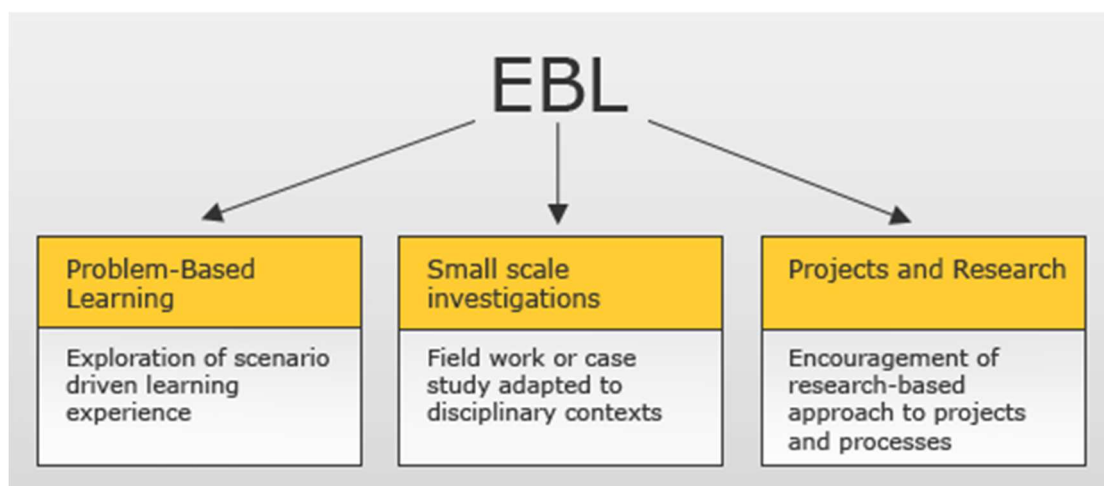 EBL
Problem-Based
Learning
Exploration of scenario
driven learning
experience
Small scale
investigations
Field work or case
study adapted to
disciplinary contexts
Projects and Research
Encouragement of
research-based
approach to projects
and processes